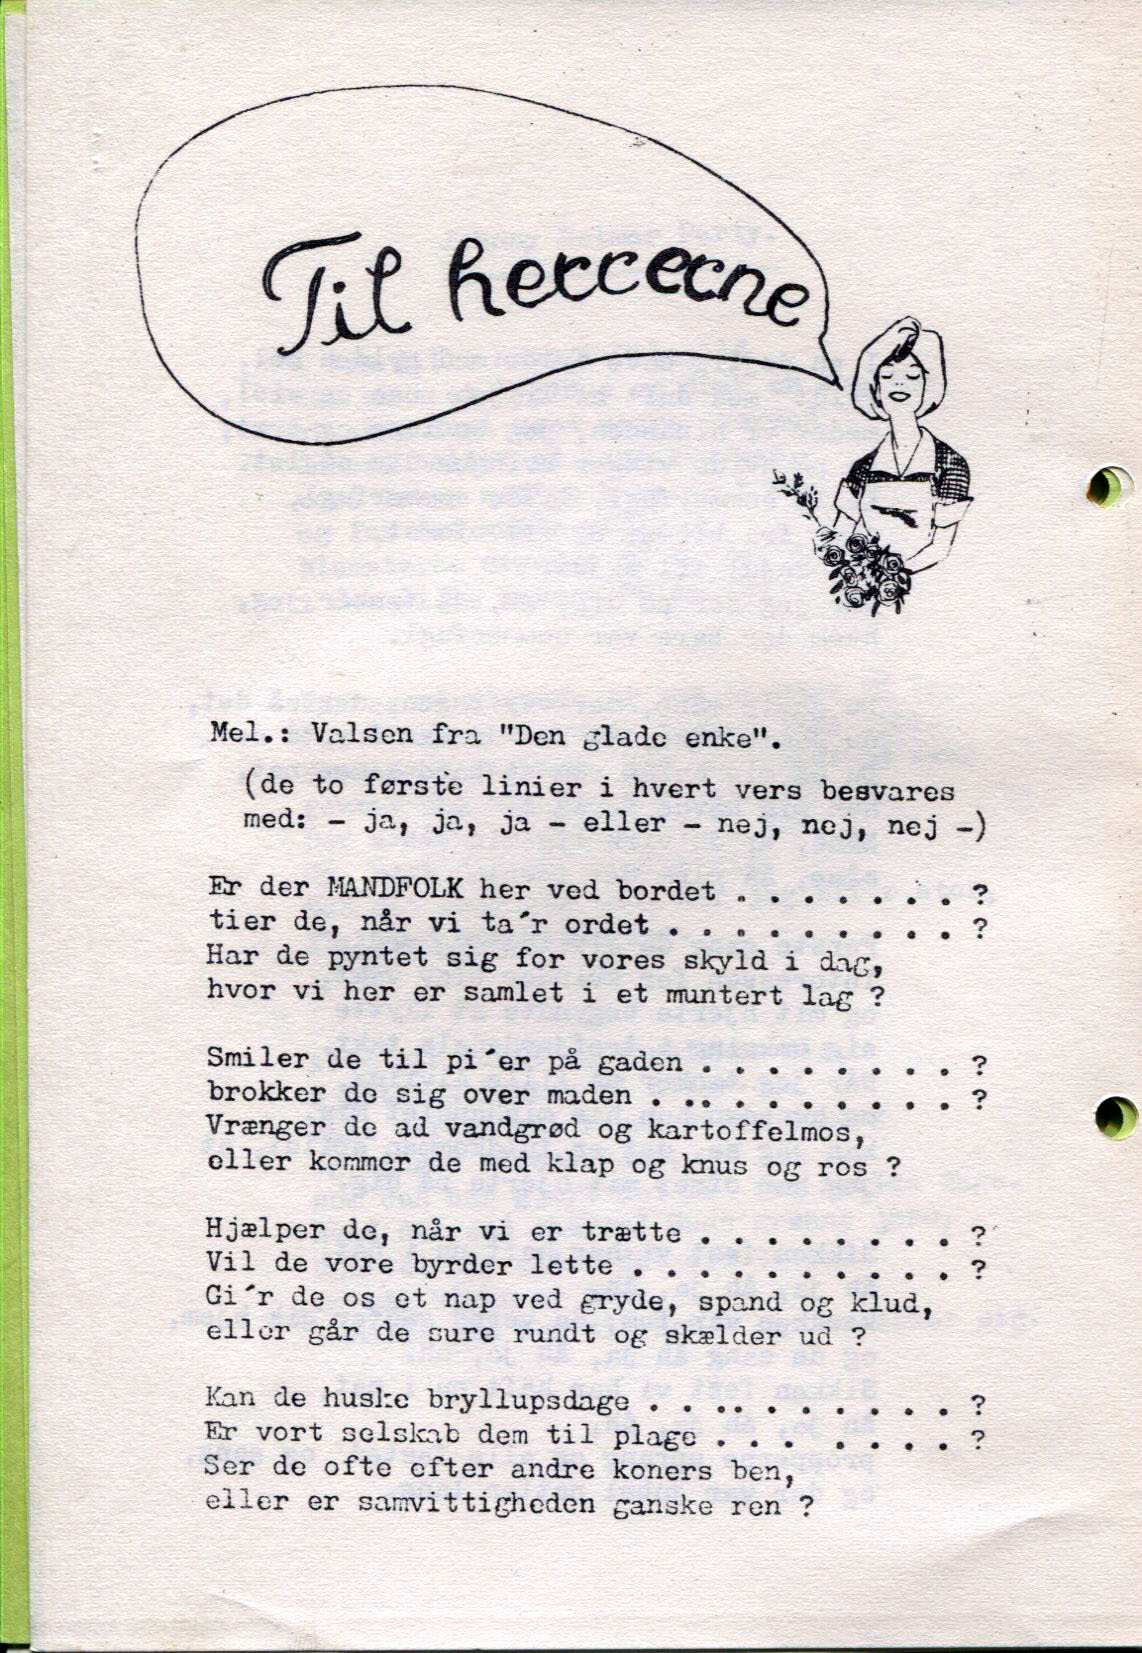 Til herrerne
Mel.: Valsen fra "Den glade enke".
(de to første linier i hvert vers besvares
med: - ja, ja, ja - eller - nej, nej, nej -)
Er der MANDFOLK her ved bordet . . . . . . . ?
tier de, når vi ta´r ordet . . . . . . . . . ?
Har de pyntet sig for vores skyld i dag,
hvor vi her er samlet i et muntert lag ?
Smiler de til pi´er på gaden . . . . . . . . ?
brokker de sig over maden . .. . . . . . . . ?
Vrænger de ad vandgrød og kartoffelmos,
eller kommer de med klap og knus og ros ?
Hjælper de, når vi er trætte . . . . . . . . ?
Vil de vore byrder lette . . . . . . . . . . ?
Gi´r de os et nap ved gryde, spand og klud,
eller går de sure rundt og skælder ud ?
Kan de huske bryllupsdage . . .. . . . . . . ?
Er vort selskab dem til plage . . . . . . . ?
Ser de ofte efter andre koners ben,
eller er samvittigheden ganske ren ?